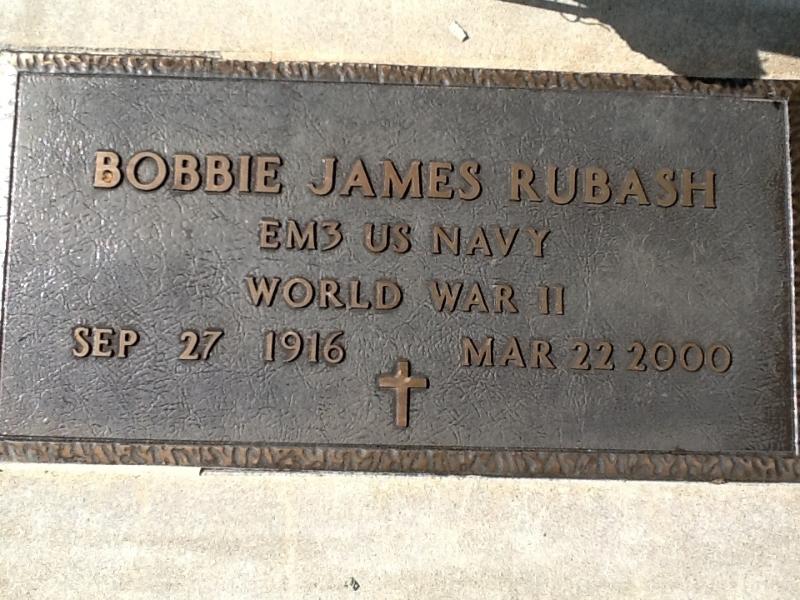 BOBBIE JAMES RUBASH
EM3 US NAVY
WORLD WAR II
SEP 27 1916 MAR 22 2000